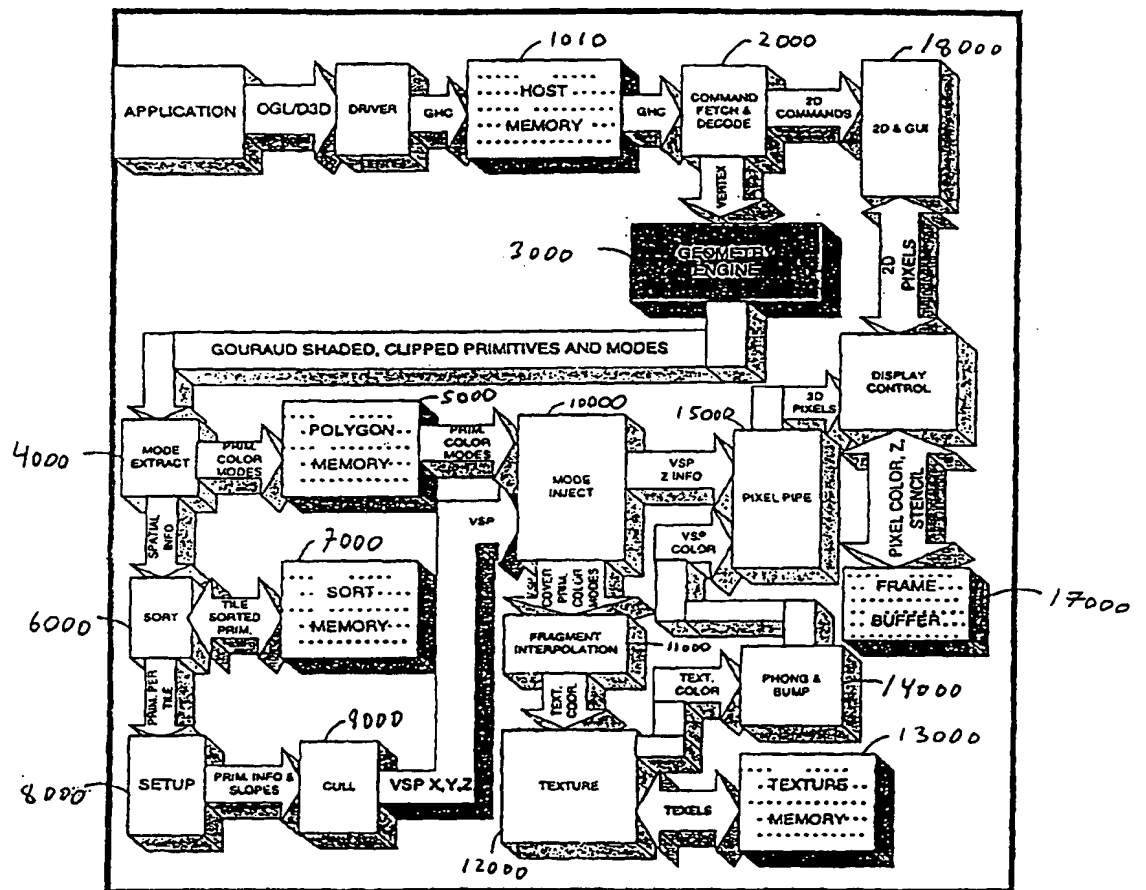 1010
2000
18000
APPLICATION
OGL/D3D
DRIVER
GHC
HOST
MEMORY
GHC
COMMAND
FETCH &
DECODE
2D
COMMANDS
2D & GUI
VERTEX
3000
GEOMETRY
ENGINE
2D
PIXELS
GOURAUD SHADED, CLIPPED PRIMITIVES AND MODES
DISPLAY
CONTROL
3D
PIXELS
5000
10000
15000
4000
MODE
EXTRACT
PRIM.
COLOR
MODES
POLYGON
MEMORY
PRIM.
COLOR
MODES
MODE
INJECT
VSP
Z INFO
PIXEL PIPE
PIXEL COLOR, Z,
STENCIL
VSP
VSP
COLOR
SPATIAL
INFO
7000
6000
SORT
TILE
SORTED
PRIM.
SORT
MEMORY
VSP
COVER
PRIM.
COLOR
MODES
FRAME
BUFFER
17000
FRAGMENT
INTERPOLATION
11000
PRIM. PER
TILE
TEXT.
COOR.
TEXT.
COLOR
PHONG &
BUMP
14000
9000
13000
8000
SETUP
PRIM. INFO &
SLOPES
CULL
VSP X,Y,Z,
TEXTURE
TEXELS
TEXTURE
MEMORY
12000